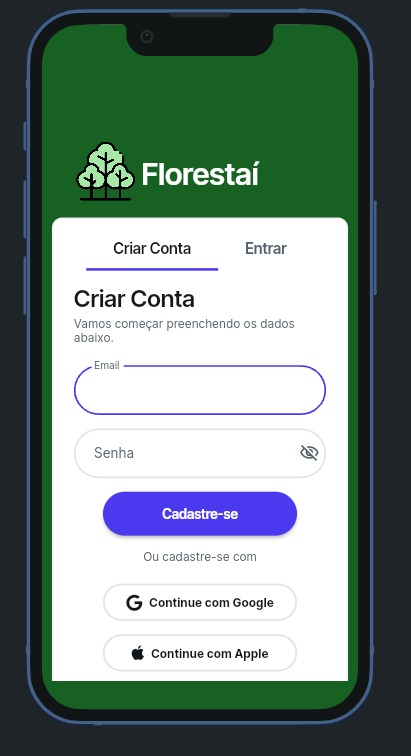 Florestaí
Criar Conta
Entrar
Criar Conta
Vamos começar preenchendo os dados
abaixo.
Email
Senha
Cadastre-se
Ou cadastre-se com
Continue com Google
Continue com Apple